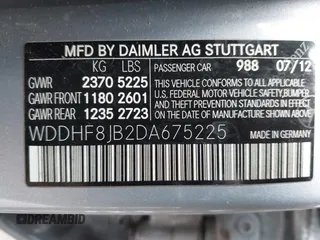 MFD BY DAIMLER AG STUTTGART
KG LBS PASSENGER CAR 988 07/12
GWR 2370 5225
GAWR FRONT 1180 2601
GAWR REAR 1235 2723
WDDHF8JB2DA675225
THIS VEHICLE CONFORMS TO ALL
APPLICABLE U.S. FEDERAL MOTOR
VEHICLE SAFETY, BUMPER, AND
THEFT PREVENTION STANDARDS IN
EFFECT ON THE DATE OF
MANUFACTURE SHOWN ABOVE.
MADE IN GERMANY
DREAMBID